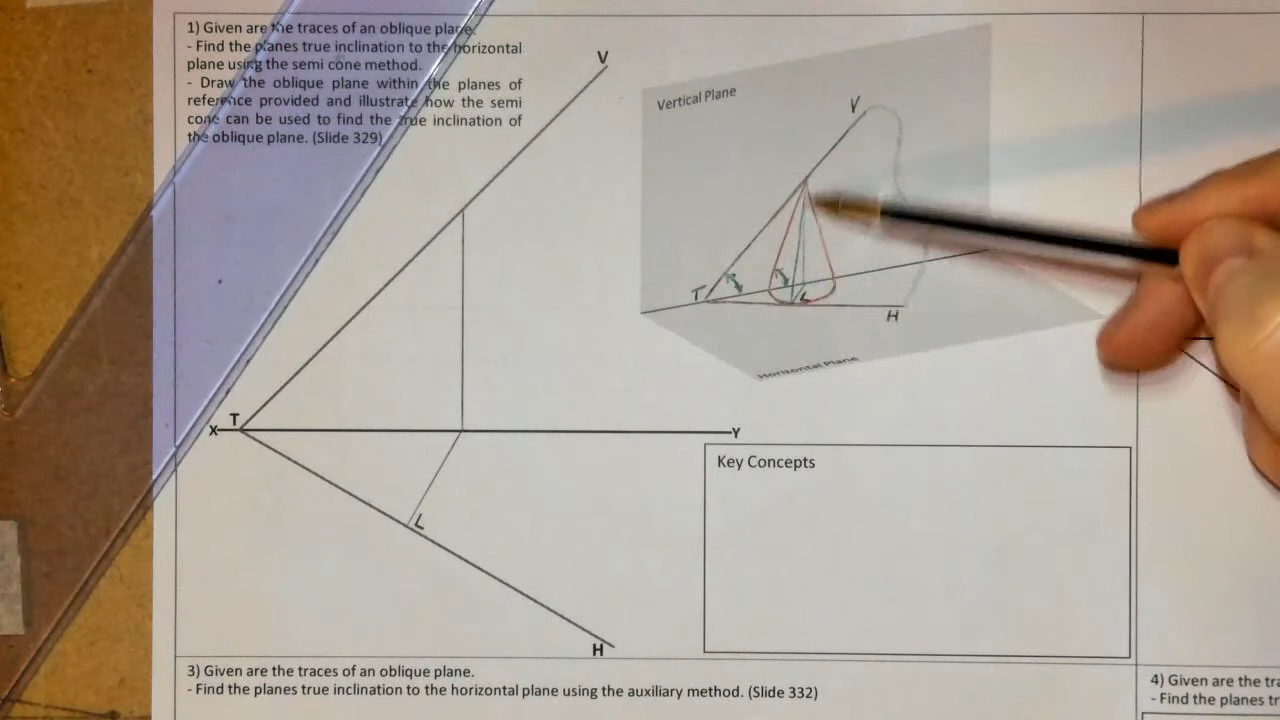 1) Given are the traces of an oblique plane.
- Find the planes true inclination to the horizontal
plane using the semi cone method.
- Draw the oblique plane within the planes of
reference provided and illustrate how the semi
cone can be used to find the true inclination of
the oblique plane. (Slide 329)
V
Vertical Plane
V
T
L
H
Horizontal Plane
X
T
Y
L
H
Key Concepts
3) Given are the traces of an oblique plane.
- Find the planes true inclination to the horizontal plane using the auxiliary method. (Slide 332)
4) Given are the tra
- Find the planes tr